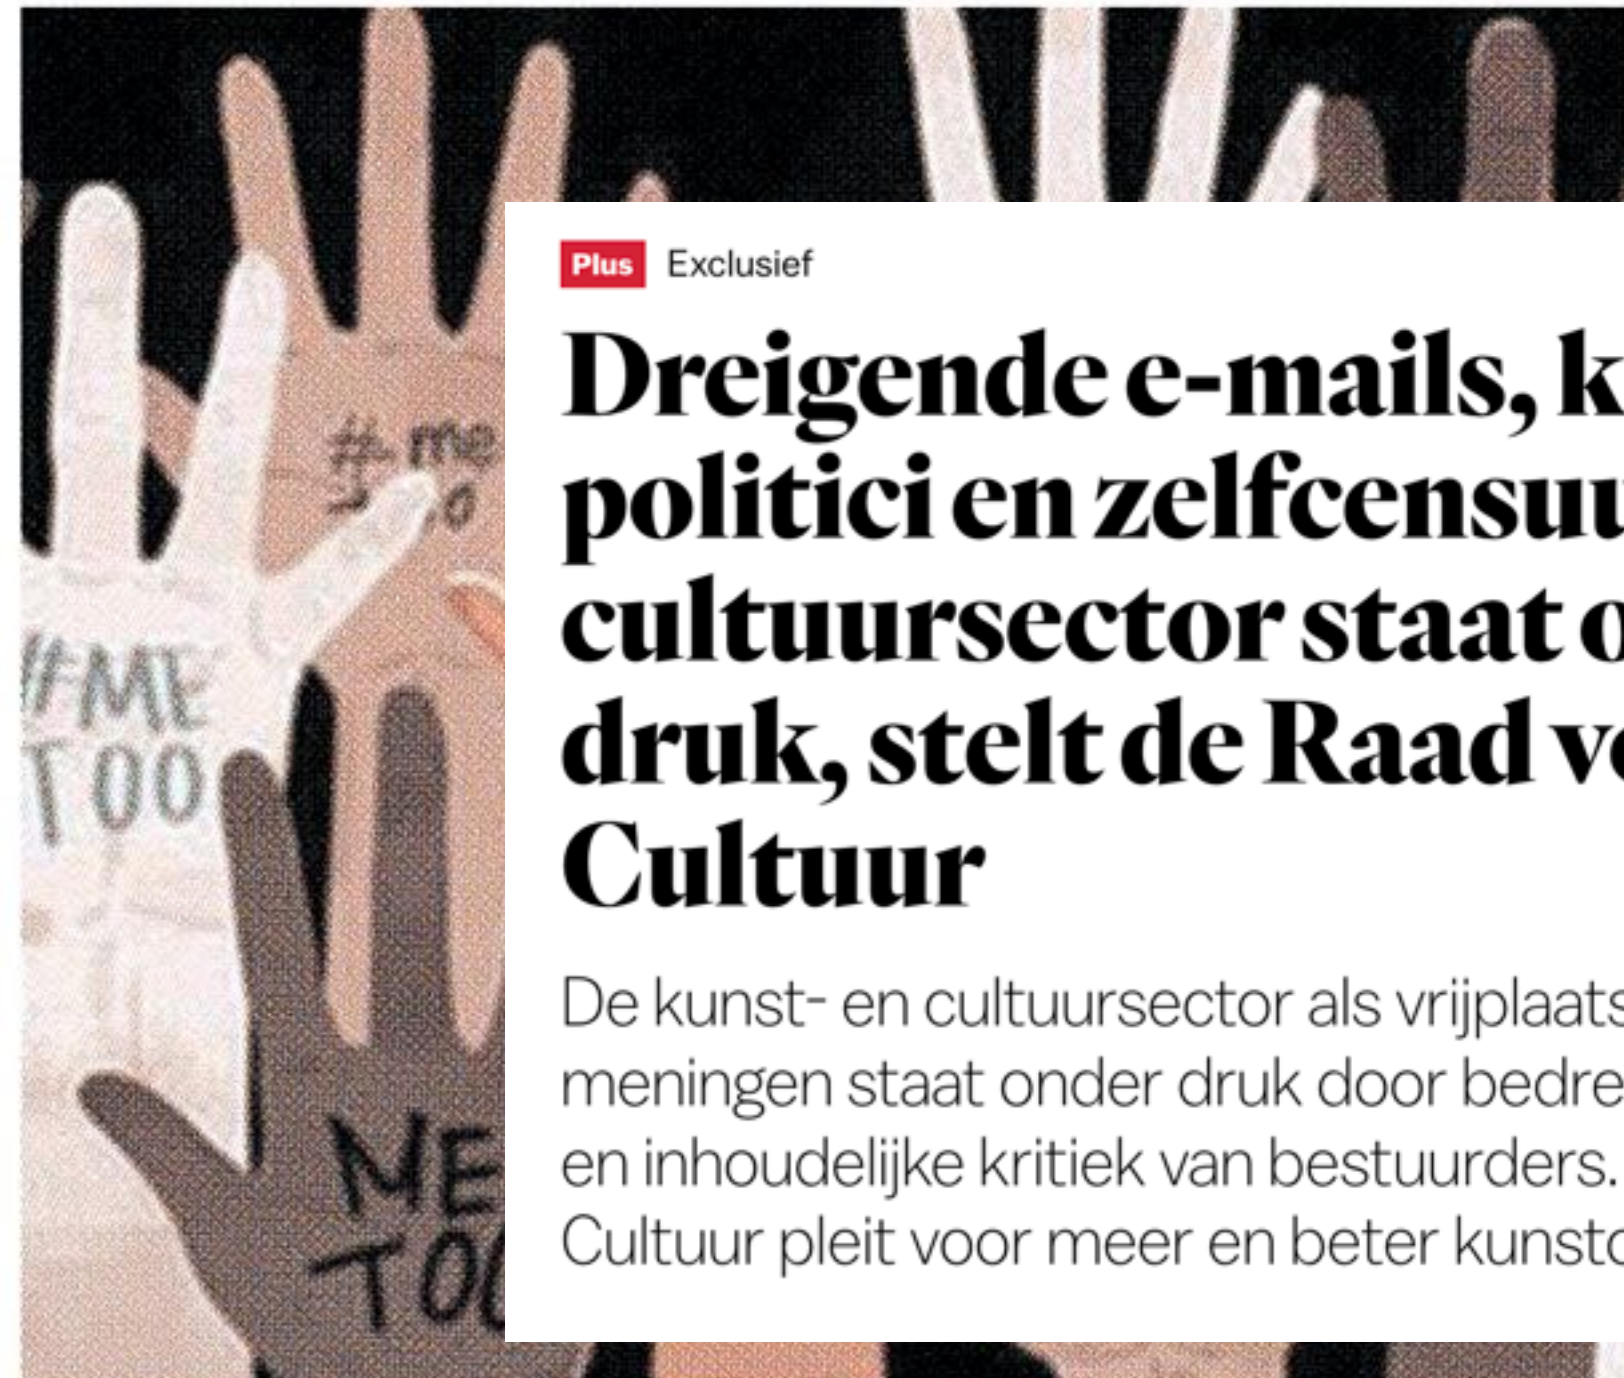 # me
#ME
TOO
ME
Plus Exclusief
Dreigende e-mails,
politici en
cultuursector staat
druk, stelt de Raad
Cultuur
De kunst- en cultuursector als
meningen staat onder druk door
en inhoudelijke kritiek van bestuurders.
Cultuur pleit voor meer en beter